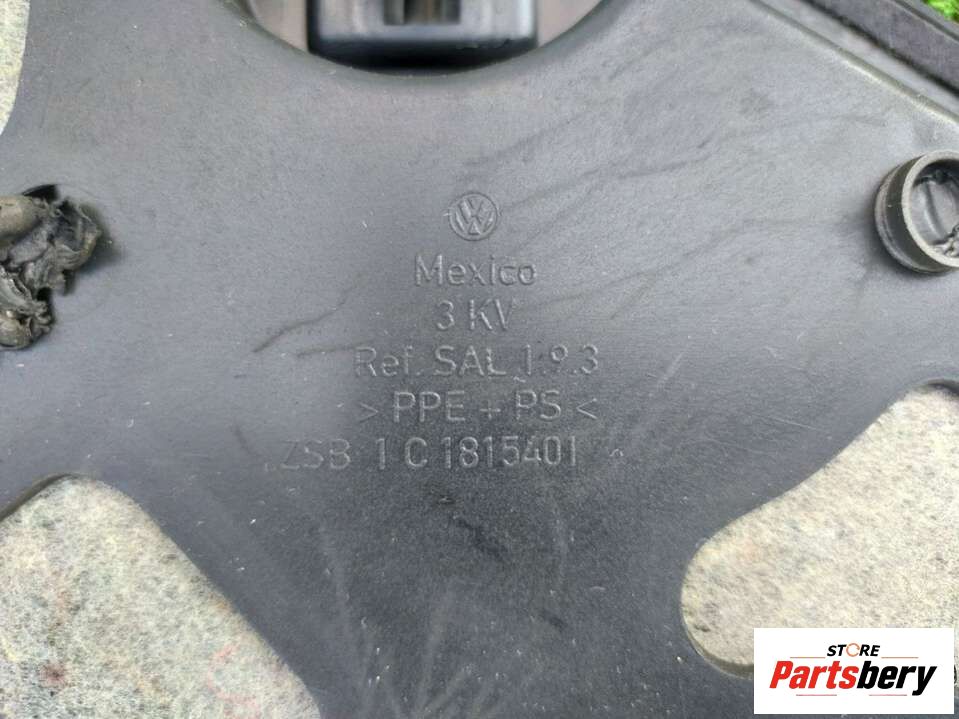 VW
Mexico
3 KV
Ref. SAL 1.9.3
> PPE + PS <
ZSB 1 C 1815401
STORE
Partsbery